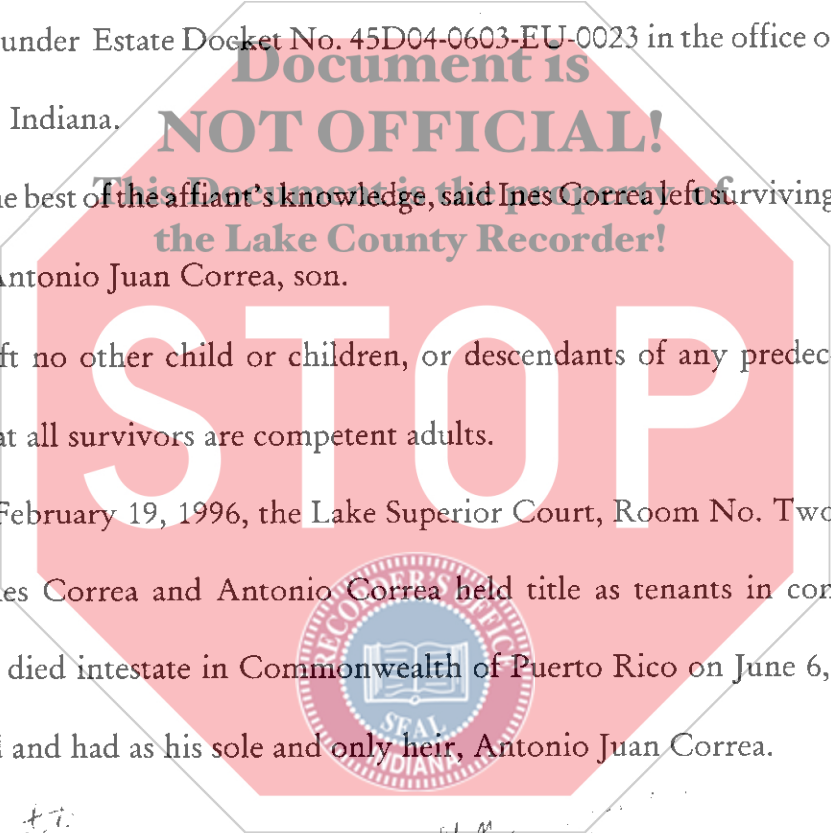 under Estate Docket No. 45D04-0603-EU-0023 in the office o
Document is
Indiana.
NOT OFFICIAL!
e best of the affiant's knowledge, said Ines Correa left surviving
This Document is the property of
the Lake County Recorder!
Antonio Juan Correa, son.
STOP
ft no other child or children, or descendants of any predec
at all survivors are competent adults.
February 19, 1996, the Lake Superior Court, Room No. Two
es Correa and Antonio Correa held title as tenants in con
RECORDER'S OFFICE
died intestate in Commonwealth of Puerto Rico on June 6,
SEAL
and had as his sole and only heir, Antonio Juan Correa.
INDIANA